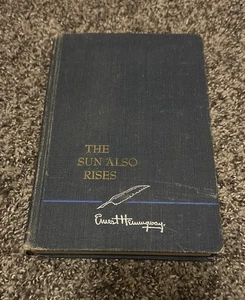 THE
SUN ALSO
RISES
Ernest Hemingway.